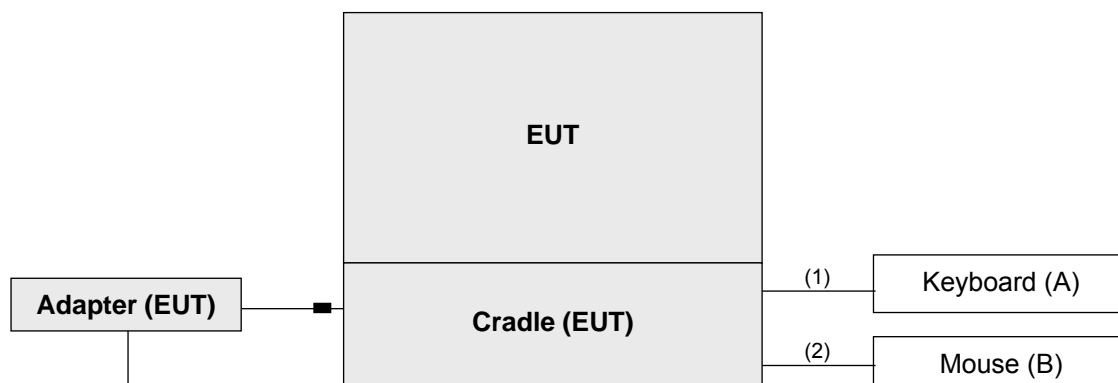 EUT
(1)
Keyboard (A)
Adapter (EUT)
Cradle (EUT)
(2)
Mouse (B)